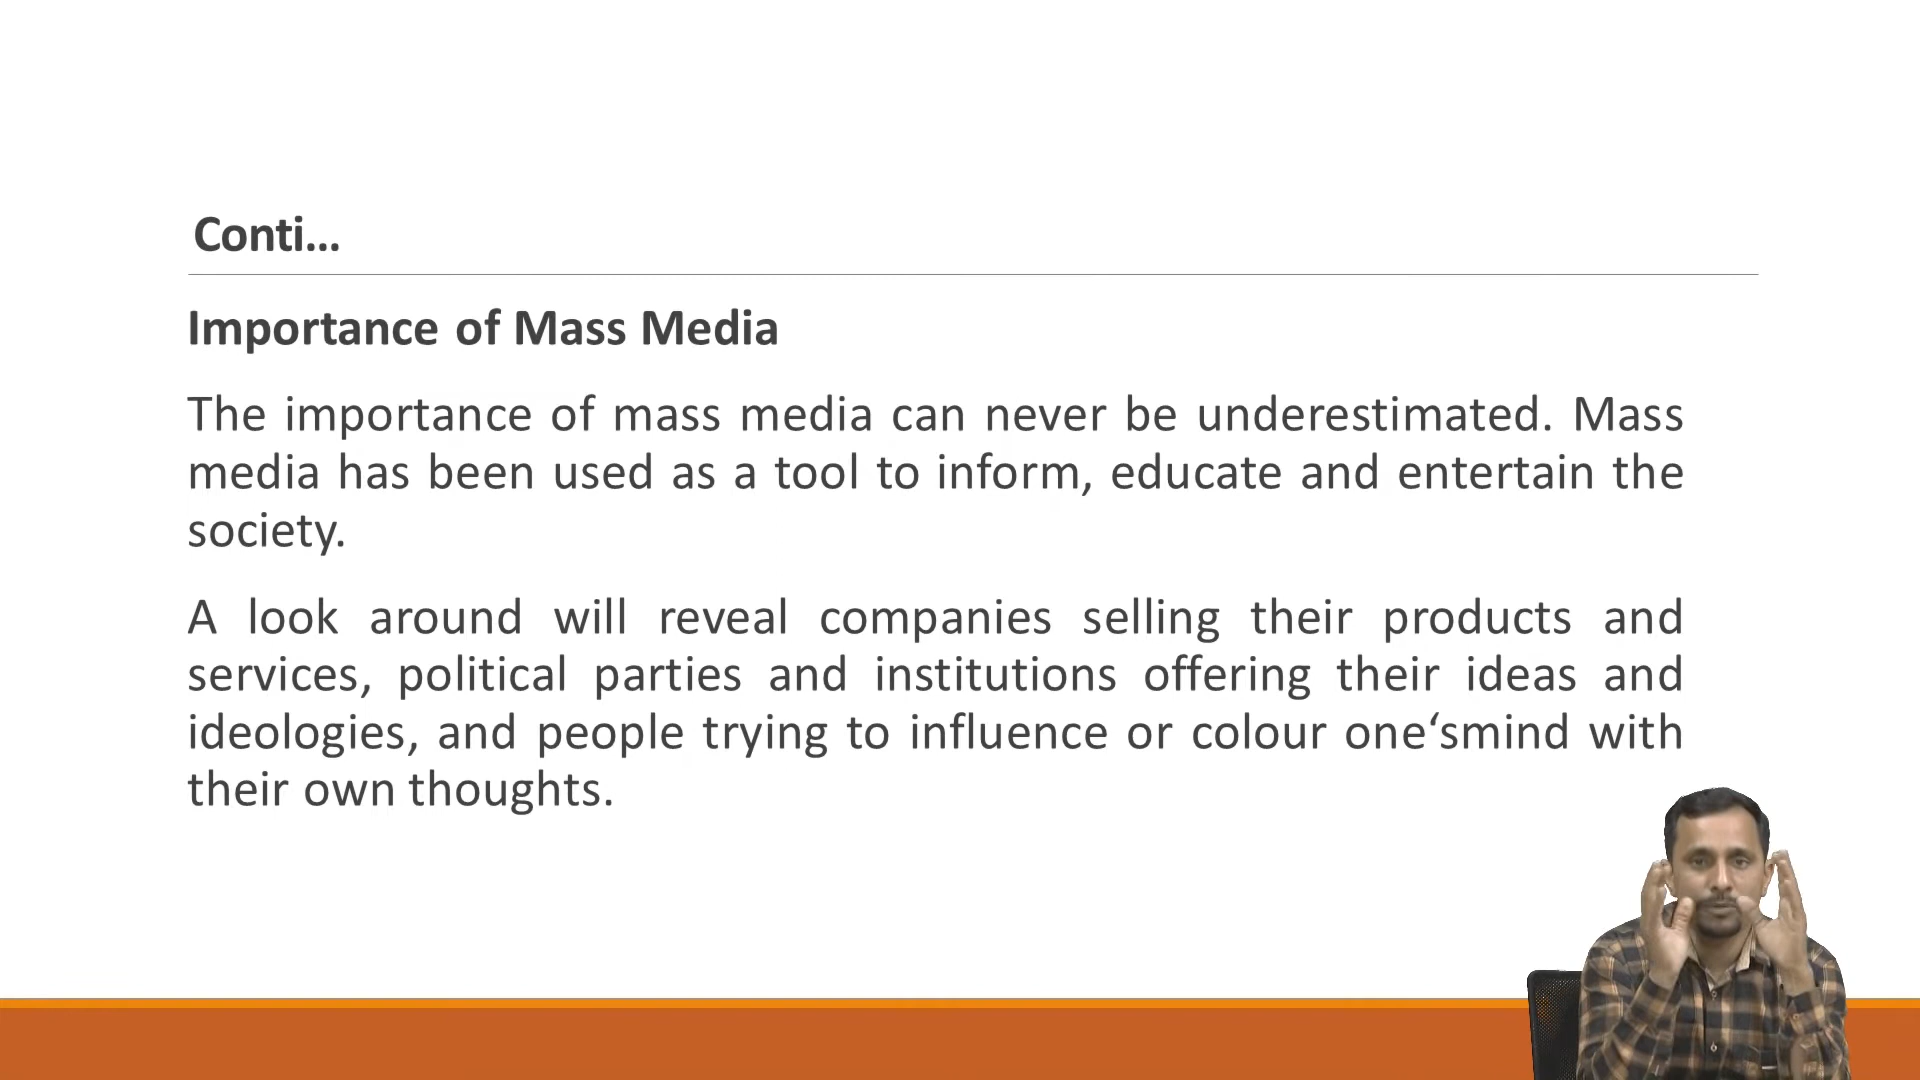 Conti...
Importance of Mass Media
The importance of mass media can never be underestimated. Mass
media has been used as a tool to inform, educate and entertain the
society.
A look around will reveal companies selling their products and
services, political parties and institutions offering their ideas and
ideologies, and people trying to influence or colour one‘smind with
their own thoughts.